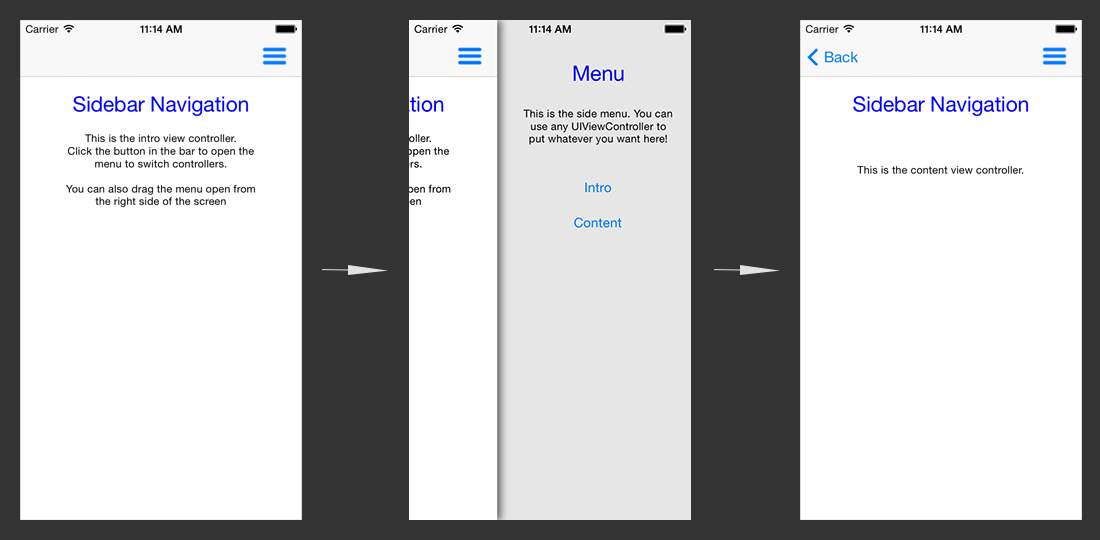 Carrier 11:14 AM
Sidebar Navigation
This is the intro view controller.
Click the button in the bar to open the
menu to switch controllers.
You can also drag the menu open from
the right side of the screen
Carrier 11:14 AM
tion
oller.
open the
rs.
pen from
en
Menu
This is the side menu. You can
use any UIViewController to
put whatever you want here!
Intro
Content
Carrier 11:14 AM
Back
Sidebar Navigation
This is the content view controller.